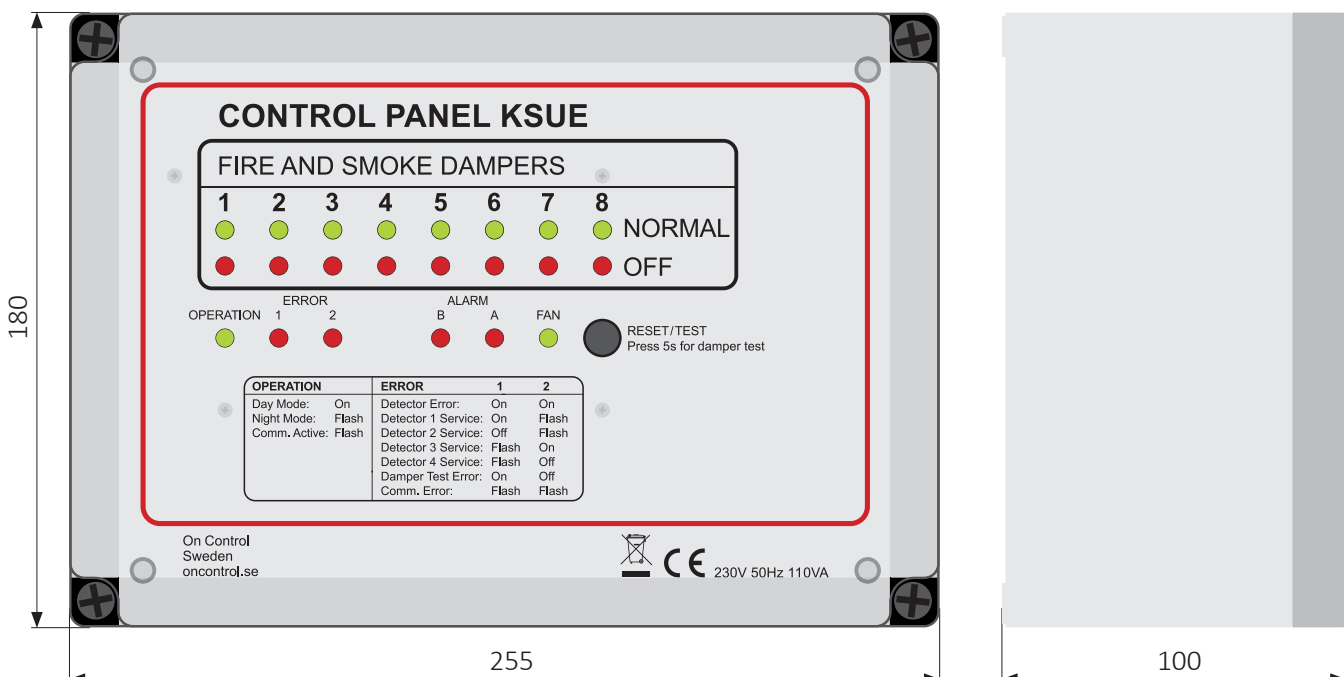 CONTROL PANEL KSUE
FIRE AND SMOKE DAMPERS
1 2 3 4 5 6 7 8
NORMAL
OFF
ERROR ALARM
OPERATION 1 2 B A FAN
RESET/TEST
Press 5s for damper test
OPERATION ERROR 1 2
Day Mode: On Detector Error: On On
Night Mode: Flash Detector 1 Service: On Flash
Comm. Active: Flash Detector 2 Service: Off Flash
Detector 3 Service: Flash On
Detector 4 Service: Flash Off
Damper Test Error: On Off
Comm. Error: Flash Flash
On Control
Sweden
oncontrol.se
CE 230V 50Hz 110VA
180
255
100